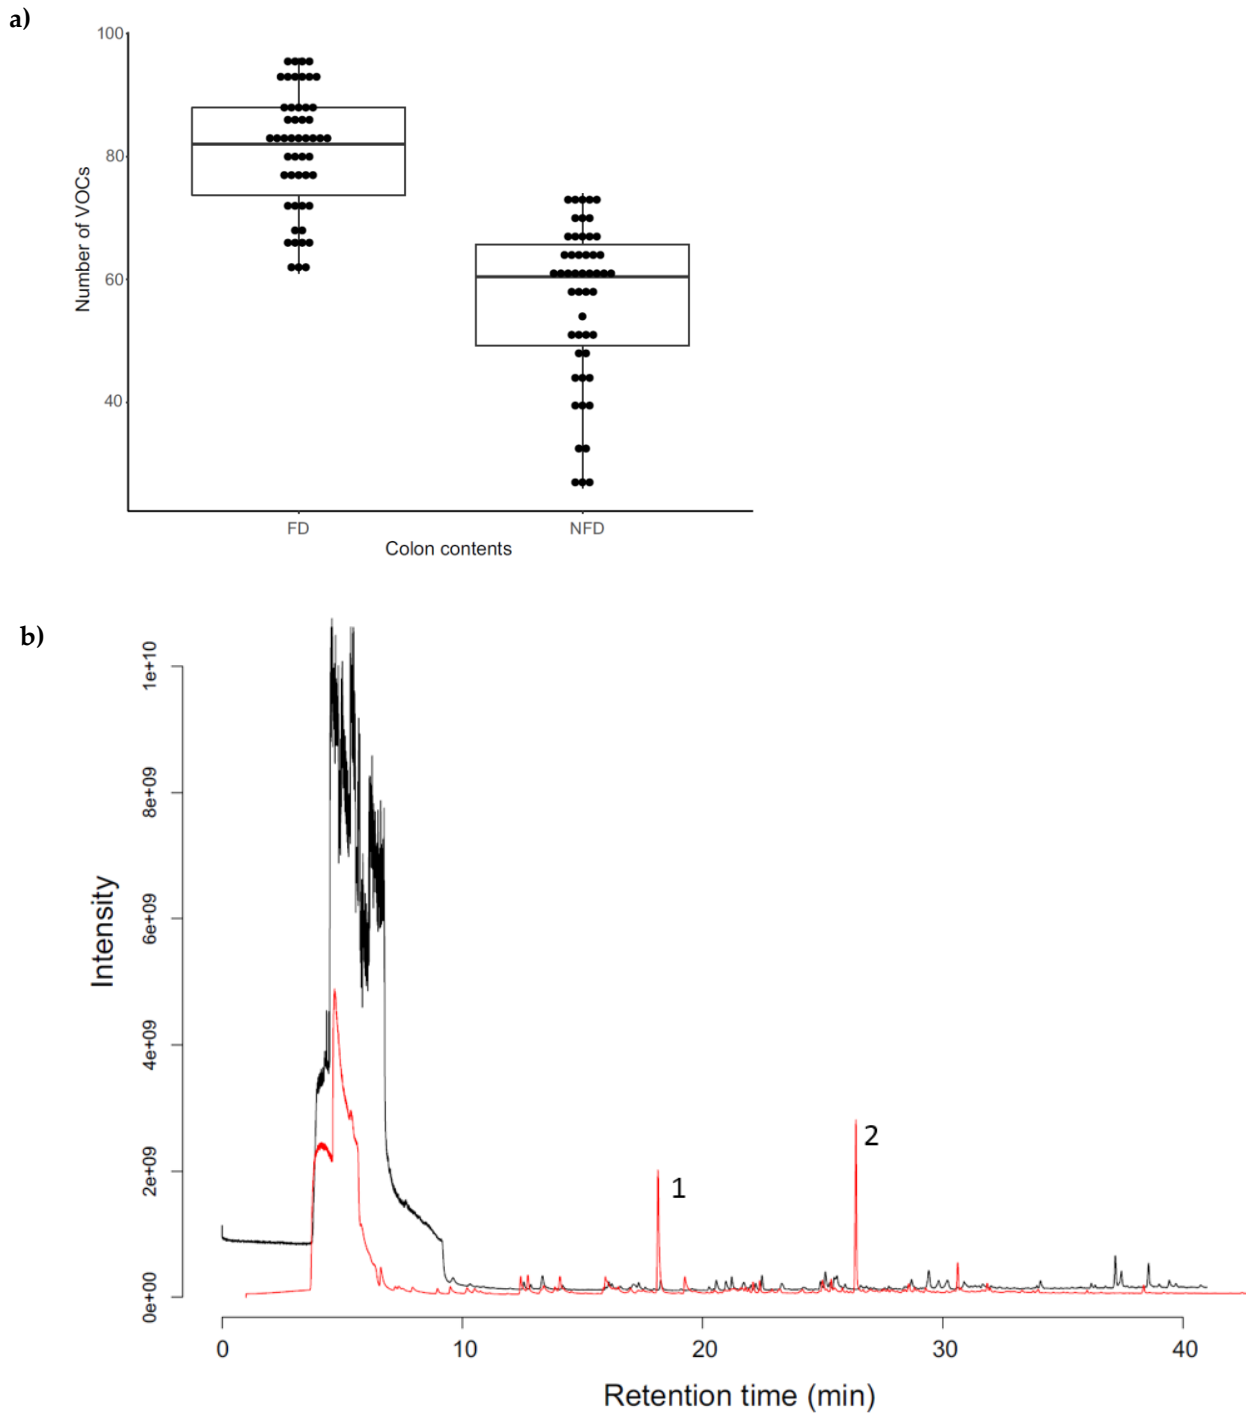 a)
100
80
60
40
Number of VOCs
FD
NFD
Colon contents
b)
1e+10
8e+09
6e+09
4e+09
2e+09
0e+00
Intensity
1
2
0
10
20
30
40
Retention time (min)